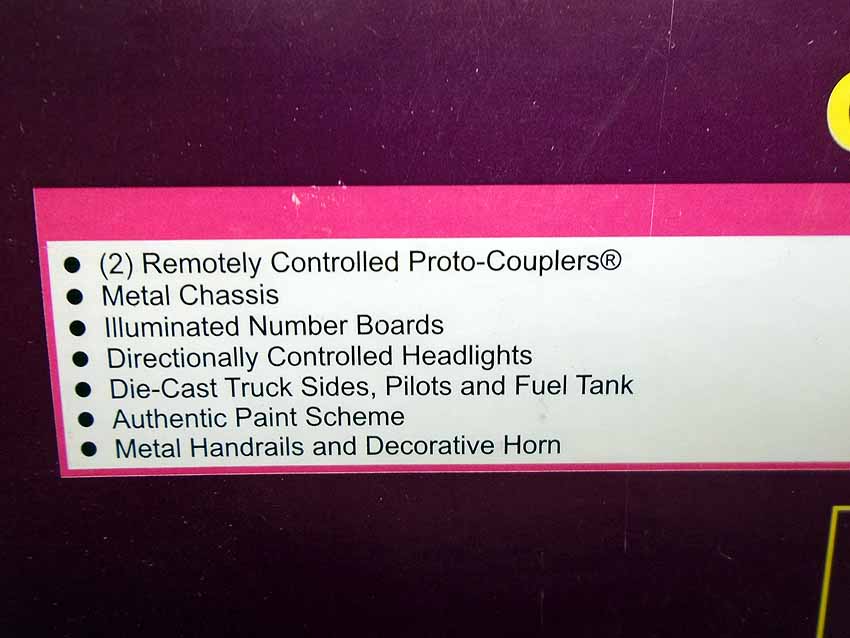 ● (2) Remotely Controlled Proto-Couplers®
● Metal Chassis
● Illuminated Number Boards
● Directionally Controlled Headlights
● Die-Cast Truck Sides, Pilots and Fuel Tank
● Authentic Paint Scheme
● Metal Handrails and Decorative Horn